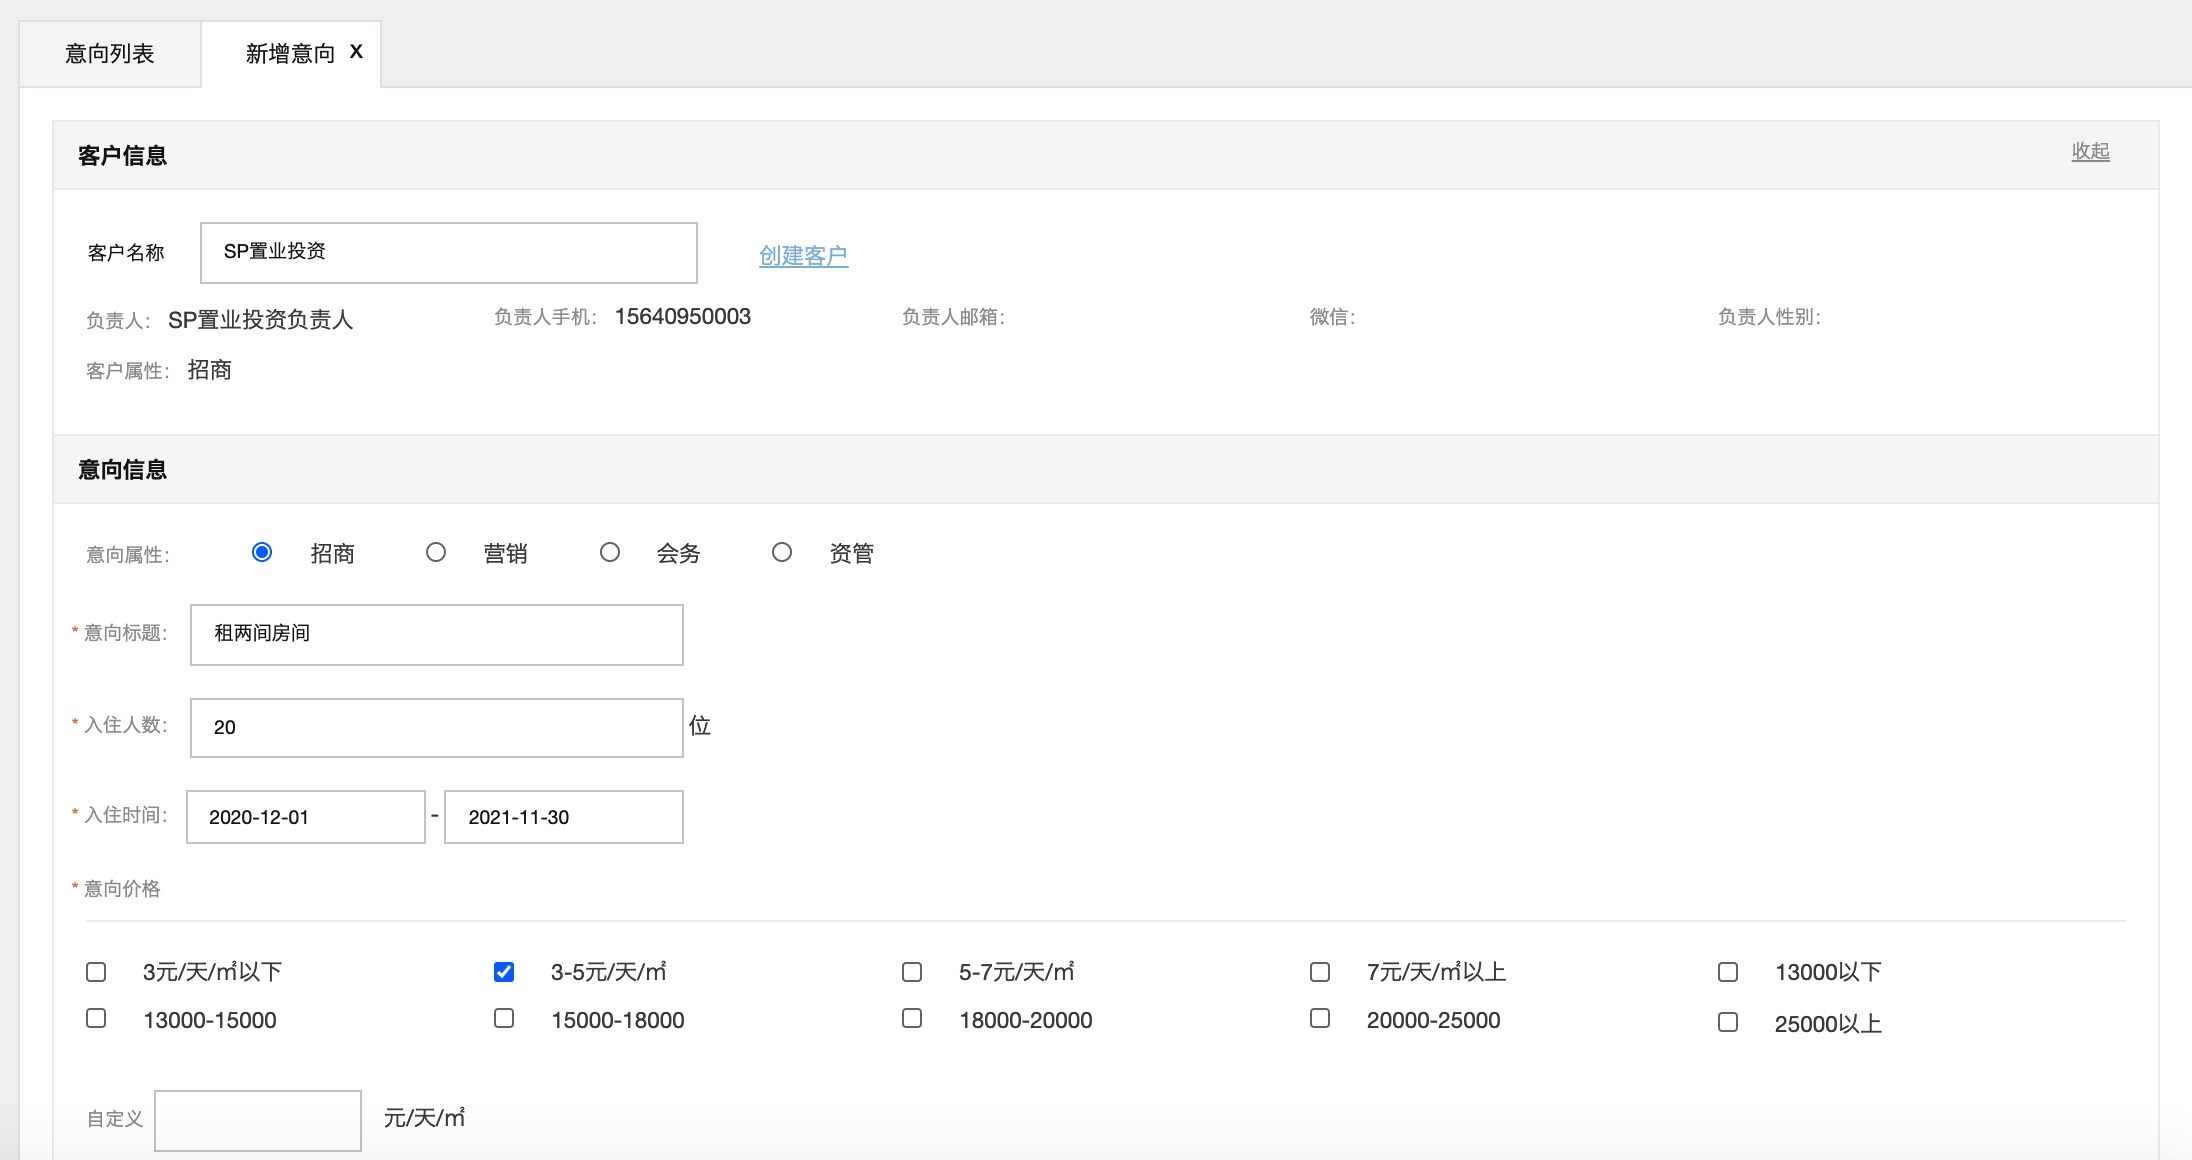 意向列表 新增意向 X
客户信息 收起
客户名称 SP置业投资 创建客户
负责人： SP置业投资负责人 负责人手机： 15640950003 负责人邮箱： 微信： 负责人性别：
客户属性： 招商
意向信息
意向属性： 招商 营销 会务 资管
* 意向标题： 租两间房间
* 入住人数： 20 位
* 入住时间： 2020-12-01 - 2021-11-30
* 意向价格
3元/天/㎡以下 3-5元/天/㎡ 5-7元/天/㎡ 7元/天/㎡以上 13000以下
13000-15000 15000-18000 18000-20000 20000-25000 25000以上
自定义 元/天/㎡